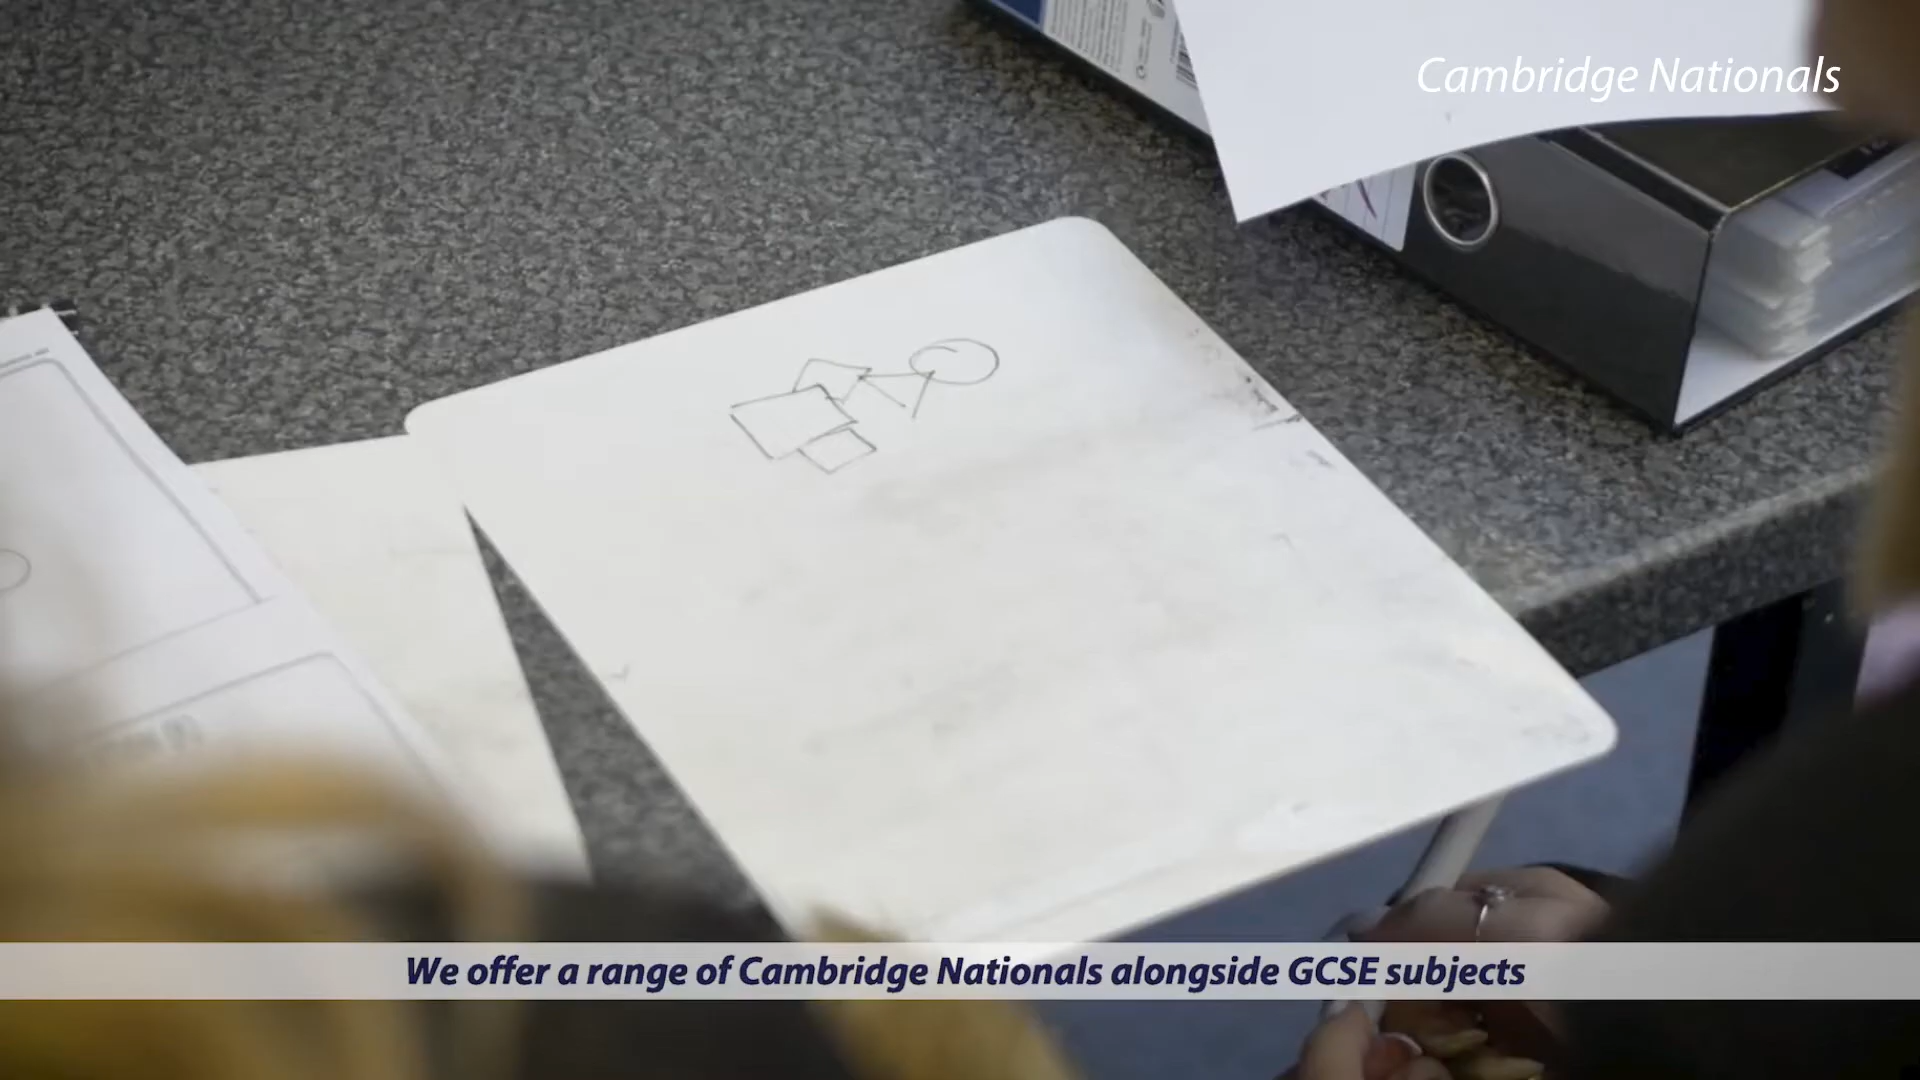 Cambridge Nationals
We offer a range of Cambridge Nationals alongside GCSE subjects